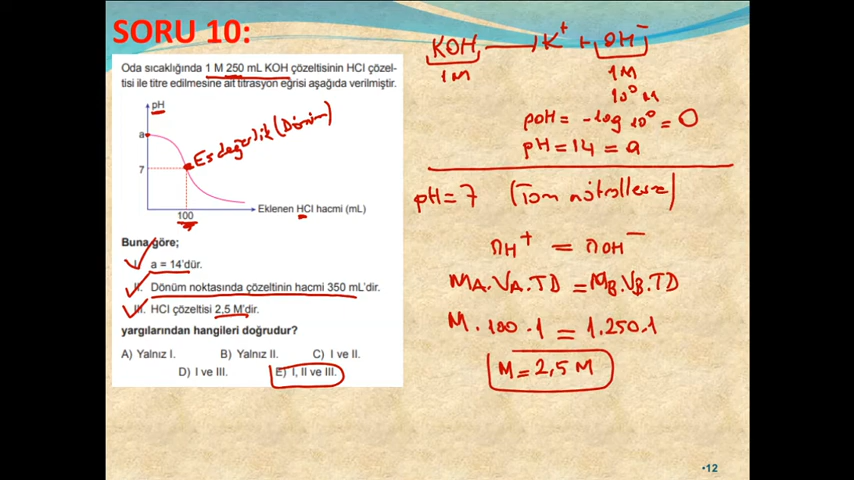 SORU 10:
Oda sıcaklığında 1 M 250 mL KOH çözeltisinin HCI çözel-
tisi ile titre edilmesine ait titrasyon eğrisi aşağıda verilmiştir.
pH
a
Eşdeğerlik (Dönüm)
7
Eklenen HCI hacmi (mL)
100
Buna göre;
I. a = 14'dür.
II. Dönüm noktasında çözeltinin hacmi 350 mL'dir.
III. HCI çözeltisi 2,5 M'dir.
yargılarından hangileri doğrudur?
A) Yalnız I. B) Yalnız II. C) I ve II.
D) I ve III. E) I, II ve III.
KOH → K⁺ + OH⁻
1M 1M
10⁰ M
pOH = -log 10⁰ = 0
pH = 14 = a
pH = 7 (Tam nötrlleşme)
nH⁺ = nOH⁻
MA.VA.TD = MB.VB.TD
M.100.1 = 1.250.1
M = 2,5 M
•12